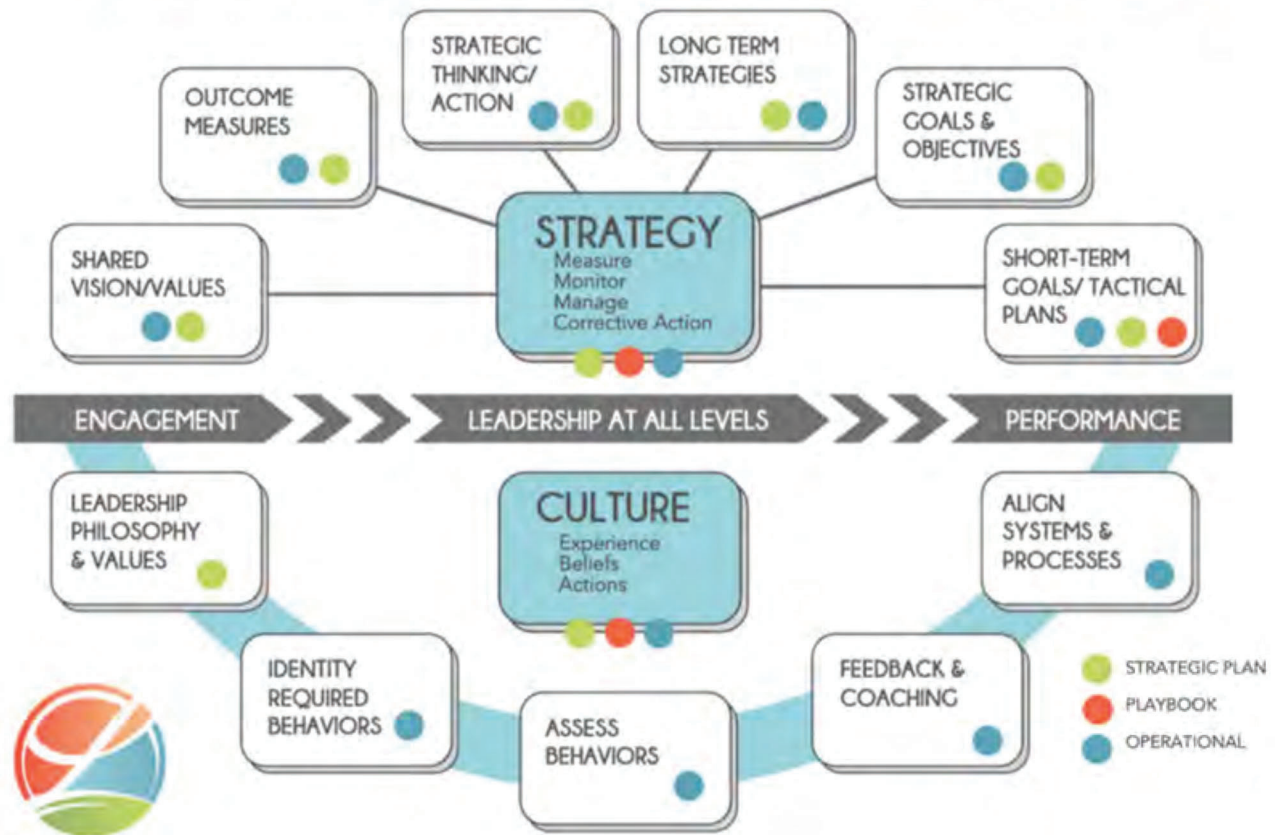 STRATEGIC
THINKING/
ACTION
LONG TERM
STRATEGIES
OUTCOME
MEASURES
STRATEGIC
GOALS &
OBJECTIVES
STRATEGY
Measure
Monitor
Manage
Corrective Action
SHARED
VISION/VALUES
SHORT-TERM
GOALS/ TACTICAL
PLANS
ENGAGEMENT
LEADERSHIP AT ALL LEVELS
PERFORMANCE
LEADERSHIP
PHILOSOPHY
& VALUES
CULTURE
Experience
Beliefs
Actions
ALIGN
SYSTEMS &
PROCESSES
IDENTITY
REQUIRED
BEHAVIORS
ASSESS
BEHAVIORS
FEEDBACK &
COACHING
STRATEGIC PLAN
PLAYBOOK
OPERATIONAL